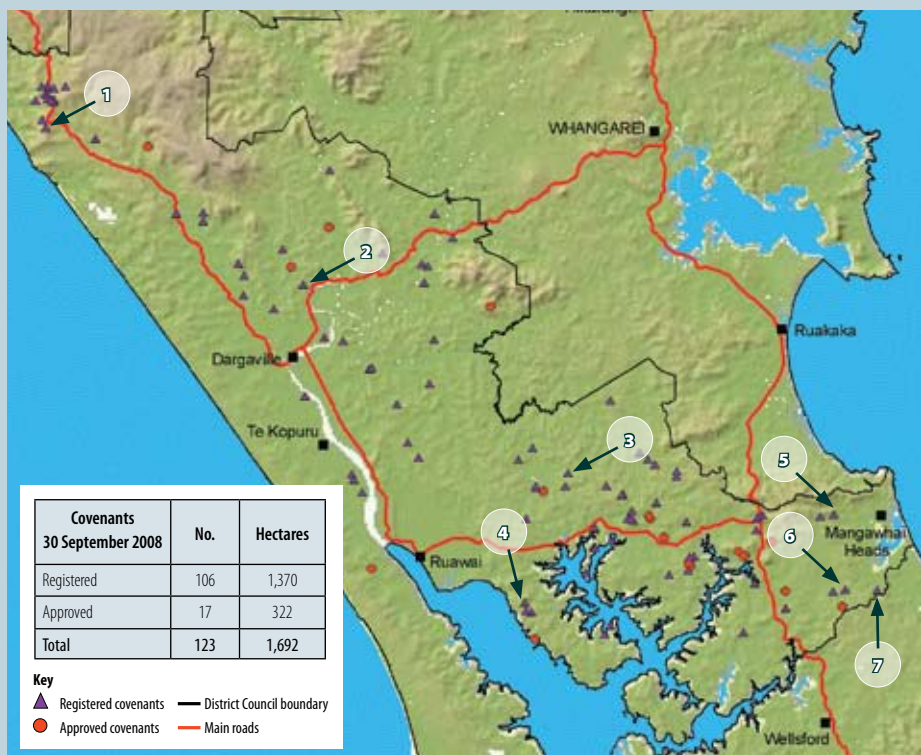 1
WHANGAREI
2
Ruakaka
Dargaville
Te Kopuru
3
5
4
Mangawhai
Heads
6
Ruawai
7
Wellsford
Covenants
30 September 2008 No. Hectares
Registered 106 1,370
Approved 17 322
Total 123 1,692
Key
Registered covenants District Council boundary
Approved covenants Main roads